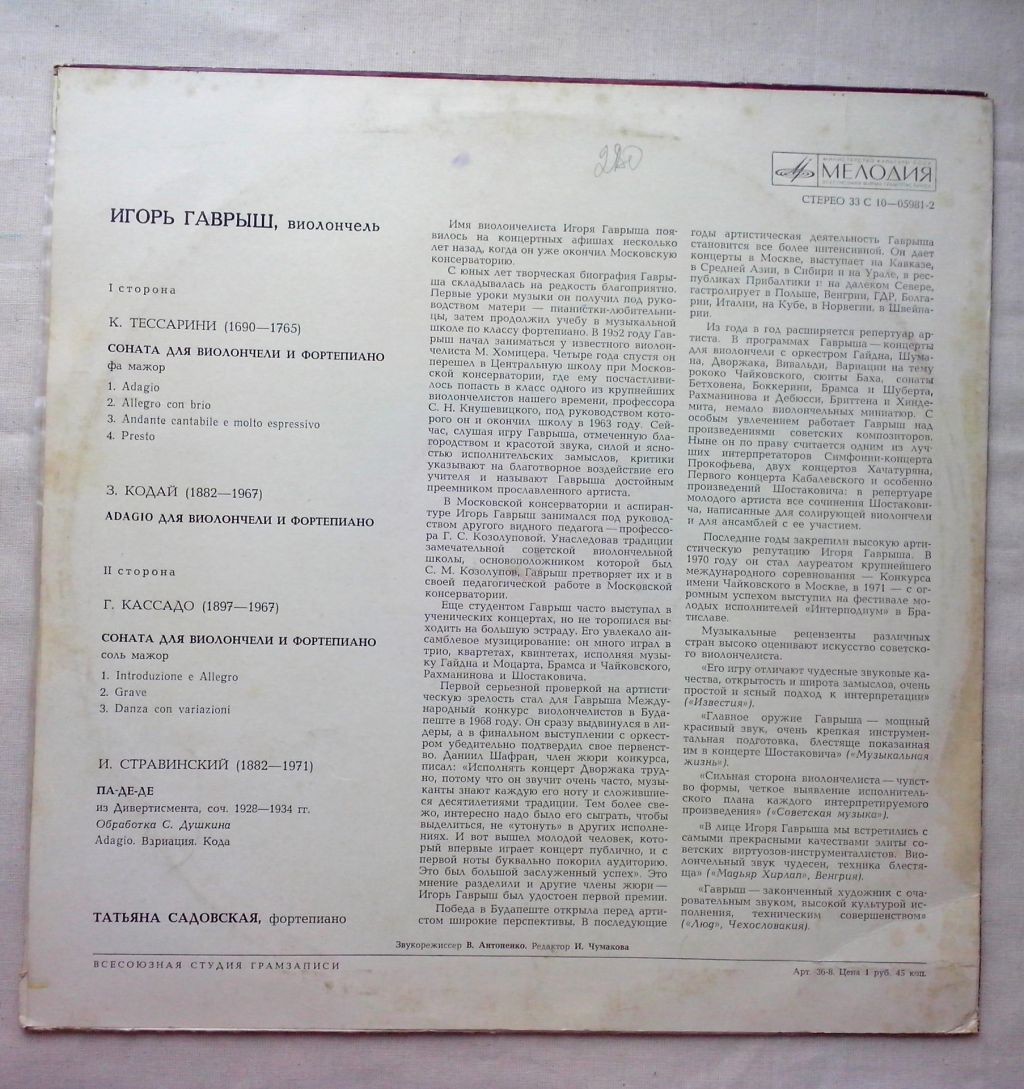 220
МЕЛОДИЯ
СТЕРЕО 33 С 10—05981-2
ИГОРЬ ГАВРЫШ, виолончель
I сторона
К. ТЕССАРИНИ (1690—1765)
СОНАТА ДЛЯ ВИОЛОНЧЕЛИ И ФОРТЕПИАНО
фа мажор
1. Adagio
2. Allegro con brio
3. Andante cantabile e molto espressivo
4. Presto
З. КОДАЙ (1882—1967)
ADAGIO ДЛЯ ВИОЛОНЧЕЛИ И ФОРТЕПИАНО
II сторона
Г. КАССАДО (1897—1967)
СОНАТА ДЛЯ ВИОЛОНЧЕЛИ И ФОРТЕПИАНО
соль мажор
1. Introduzione e Allegro
2. Grave
3. Danza con variazioni
И. СТРАВИНСКИЙ (1882—1971)
ПА-ДЕ-ДЕ
из Дивертисмента, соч. 1928—1934 гг.
Обработка С. Душкина
Adagio. Вариация. Кода
ТАТЬЯНА САДОВСКАЯ, фортепиано
Имя виолончелиста Игоря Гаврыша поя-
вилось на концертных афишах несколько
лет назад, когда он уже окончил Московскую
консерваторию.
С юных лет творческая биография Гавры-
ша складывалась на редкость благоприятно.
Первые уроки музыки он получил под руко-
водством матери — пианистки-любительни-
цы, затем продолжил учебу в музыкальной
школе по классу фортепиано. В 1952 году Гав-
рыш начал заниматься у известного виолон-
челиста М. Хомицера. Четыре года спустя он
перешел в Центральную школу при Москов-
ской консерватории, где ему посчастливи-
лось попасть в класс одного из крупнейших
виолончелистов нашего времени, профессора
С. Н. Кнушевицкого, под руководством кото-
рого он и окончил школу в 1963 году. Сей-
час, слушая игру Гаврыша, отмеченную бла-
городством и красотой звука, силой и ясно-
стью исполнительских замыслов, критики
указывают на благотворное воздействие его
учителя и называют Гаврыша достойным
преемником прославленного артиста.
В Московской консерватории и аспиран-
туре Игорь Гаврыш занимался под руковод-
ством другого видного педагога — профессо-
ра Г. С. Козолуповой. Унаследовав традиции
замечательной советской виолончельной
школы, основоположником которой был
С. М. Козолупов, Гаврыш претворяет их и в
своей педагогической работе в Московской
консерватории.
Еще студентом Гаврыш часто выступал в
ученических концертах, но не торопился вы-
ходить на большую эстраду. Его увлекало ан-
самблевое музицирование: он много играл в
трио, квартетах, квинтетах, исполняя музы-
ку Гайдна и Моцарта, Брамса и Чайковского,
Рахманинова и Шостаковича.
Первой серьезной проверкой на артисти-
ческую зрелость стал для Гаврыша Между-
народный конкурс виолончелистов в Буда-
пеште в 1968 году. Он сразу выдвинулся в ли-
деры, а в финальном выступлении с оркест-
ром убедительно подтвердил свое первенст-
во. Даниил Шафран, член жюри конкурса,
писал: «Исполнять концерт Дворжака труд-
но, потому что он звучит очень часто, музы-
канты знают каждую его ноту и сложившие-
ся десятилетиями традиции. Тем более све-
жо, интересно надо было его сыграть, чтобы
выделиться, не «утонуть» в других исполне-
ниях. И вот вышел молодой человек, кото-
рый впервые играет концерт публично, и с
первой ноты буквально покорил аудиторию.
Это был большой заслуженный успех». Это
мнение разделили и другие члены жюри —
Игорь Гаврыш был удостоен первой премии.
Победа в Будапеште открыла перед арти-
стом широкие перспективы. В последующие
годы артистическая деятельность Гаврыша
становится все более интенсивной. Он дает
концерты в Москве, выступает на Кавказе,
в Средней Азии, в Сибири и на Урале, в рес-
публиках Прибалтики и на далеком Севере,
гастролирует в Польше, Венгрии, ГДР, Болга-
рии, Италии, на Кубе, в Норвегии, в Швейца-
рии.
Из года в год расширяется репертуар ар-
тиста. В программах Гаврыша — концерты
для виолончели с оркестром Гайдна, Шума-
на, Дворжака, Вивальди, Вариации на тему
рококо Чайковского, сюиты Баха, сонаты
Бетховена, Боккерини, Брамса и Шуберта,
Рахманинова и Дебюсси, Бриттена и Хинде-
мита, немало виолончельных миниатюр. С
особым увлечением работает Гаврыш над
произведениями советских композиторов.
Ныне он по праву считается одним из луч-
ших интерпретаторов Симфонии-концерта
Прокофьева, двух концертов Хачатуряна,
Первого концерта Кабалевского и особенно
произведений Шостаковича: в репертуаре
молодого артиста все сочинения Шостакови-
ча, написанные для солирующей виолончели
и для ансамблей с ее участием.
Последние годы закрепили высокую арти-
стическую репутацию Игоря Гаврыша. В
1970 году он стал лауреатом крупнейшего
международного соревнования — Конкурса
имени Чайковского в Москве, в 1971 — с ог-
ромным успехом выступил на фестивале мо-
лодых исполнителей «Интерподиум» в Бра-
тиславе.
Музыкальные рецензенты различных
стран высоко оценивают искусство советско-
го виолончелиста.
«Его игру отличают чудесные звуковые ка-
чества, открытость и широта замыслов, очень
простой и ясный подход к интерпретации»
(«Известия»).
«Главное оружие Гаврыша — мощный
красивый звук, очень крепкая инструмен-
тальная подготовка, блестяще показанная
им в концерте Шостаковича» («Музыкальная
жизнь»).
«Сильная сторона виолончелиста — чувст-
во формы, четкое выявление исполнитель-
ского плана каждого интерпретируемого
произведения» («Советская музыка»).
«В лице Игоря Гаврыша мы встретились с
самыми прекрасными качествами элиты со-
ветских виртуозов-инструменталистов. Вио-
лончельный звук чудесен, техника блестя-
ща» («Мадьяр Хирлап», Венгрия).
«Гаврыш — законченный художник с оча-
ровательным звуком, высокой культурой ис-
полнения, техническим совершенством»
(«Люд», Чехословакия).
Звукорежиссер В. Антоненко. Редактор И. Чумакова
ВСЕСОЮЗНАЯ СТУДИЯ ГРАМЗАПИСИ
Арт. 36-8. Цена 1 руб. 45 коп.